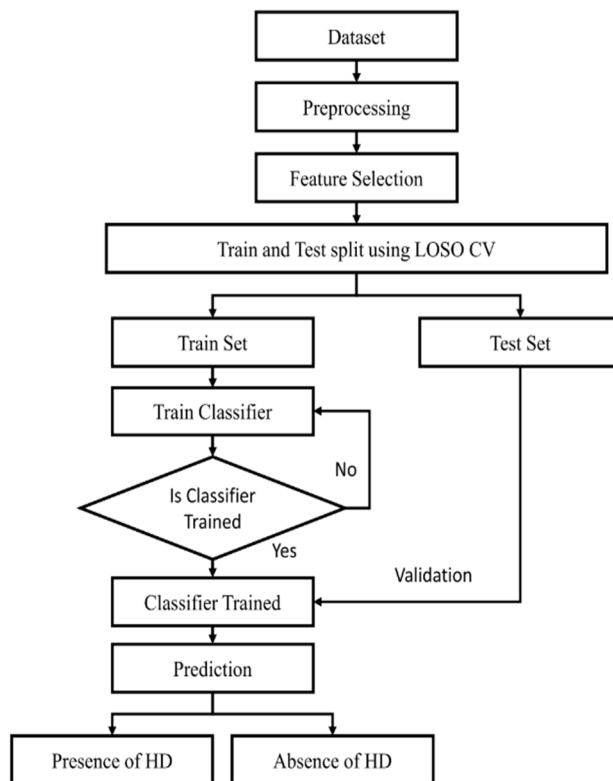 Dataset
Preprocessing
Feature Selection
Train and Test split using LOSO CV
Train Set
Test Set
Train Classifier
No
Is Classifier
Trained
Yes
Validation
Classifier Trained
Prediction
Presence of HD
Absence of HD